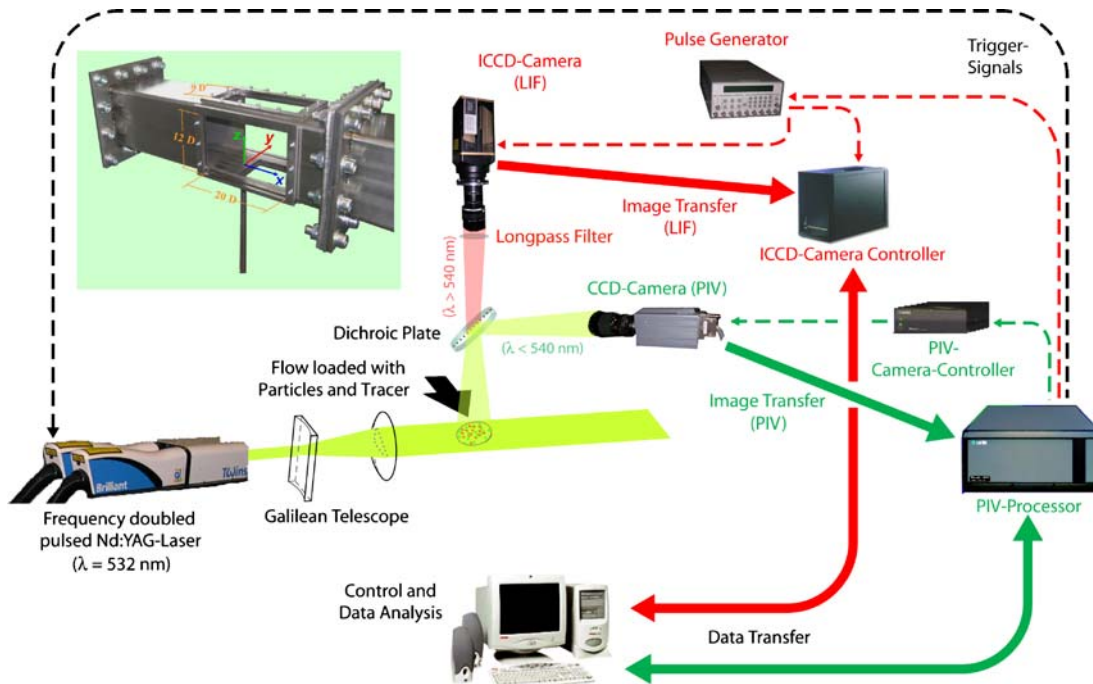 Pulse Generator
Trigger-
Signals
ICCD-Camera
(LIF)
9 D
12 D
z
y
x
20 D
Image Transfer
(LIF)
Longpass Filter
ICCD-Camera Controller
(λ > 540 nm)
CCD-Camera (PIV)
Dichroic Plate
(λ < 540 nm)
PIV-
Camera-Controller
Flow loaded with
Particles and Tracer
Image Transfer
(PIV)
Brilliant
Twins
Galilean Telescope
PIV-Processor
Frequency doubled
pulsed Nd:YAG-Laser
(λ = 532 nm)
Control and
Data Analysis
Data Transfer